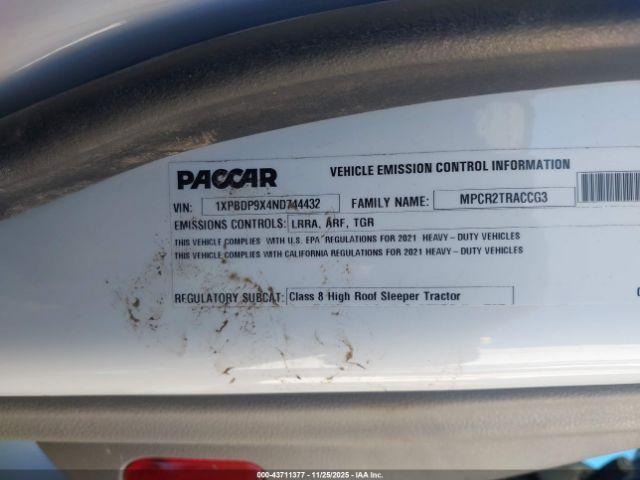 PACCAR VEHICLE EMISSION CONTROL INFORMATION
VIN: 1XPBDP9X4ND744432 FAMILY NAME: MPCR2TRACCG3
EMISSIONS CONTROLS: LRRA, ARF, TGR
THIS VEHICLE COMPLIES WITH U.S. EPA REGULATIONS FOR 2021 HEAVY-DUTY VEHICLES
THIS VEHICLE COMPLIES WITH CALIFORNIA REGULATIONS FOR 2021 HEAVY-DUTY VEHICLES
REGULATORY SUBCAT: Class 8 High Roof Sleeper Tractor
000-43711377 - 11/25/2025 - IAA Inc.